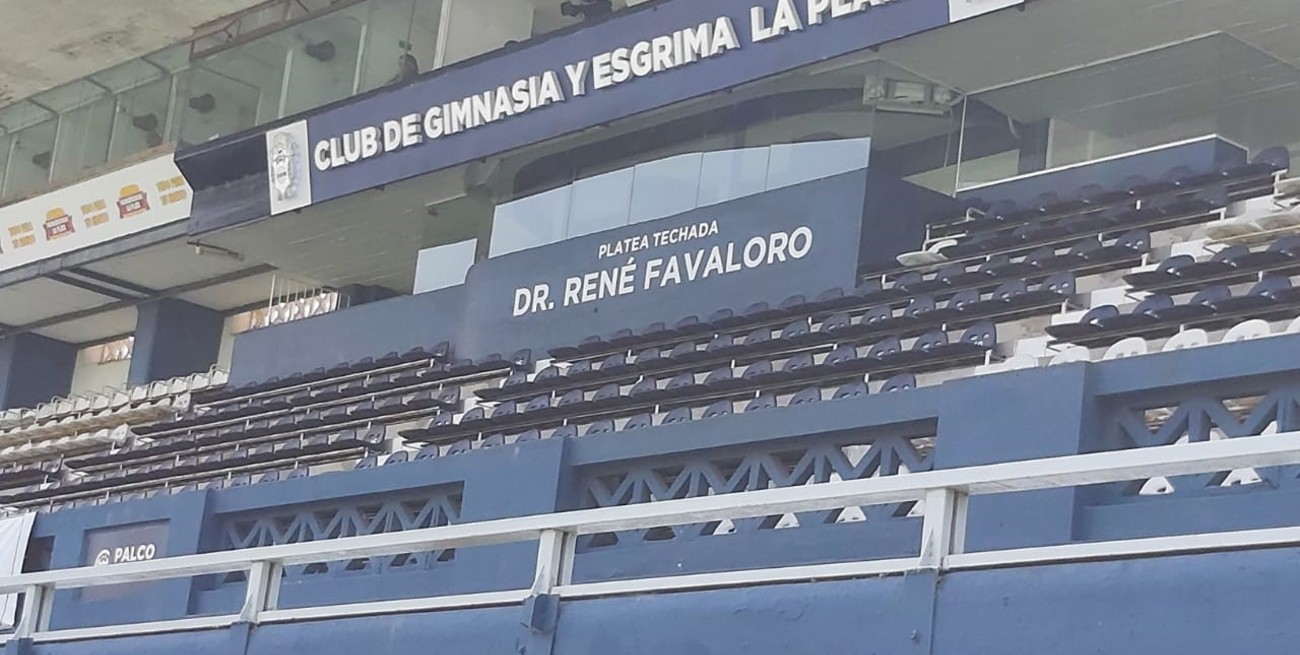 CLUB DE GIMNASIA Y ESGRIMA LA PLA
PLATEA TECHADA
DR. RENÉ FAVALORO
PALCO